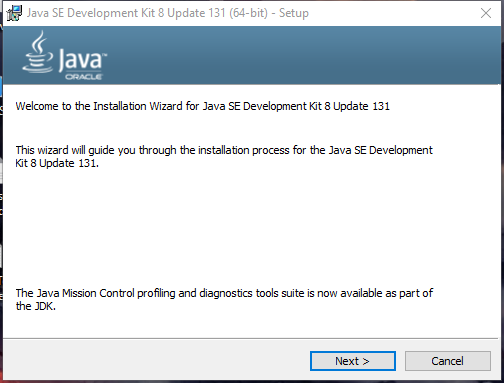 Java SE Development Kit 8 Update 131 (64-bit) - Setup
Java™
ORACLE
Welcome to the Installation Wizard for Java SE Development Kit 8 Update 131
This wizard will guide you through the installation process for the Java SE Development
Kit 8 Update 131.
The Java Mission Control profiling and diagnostics tools suite is now available as part of
the JDK.
Next >
Cancel